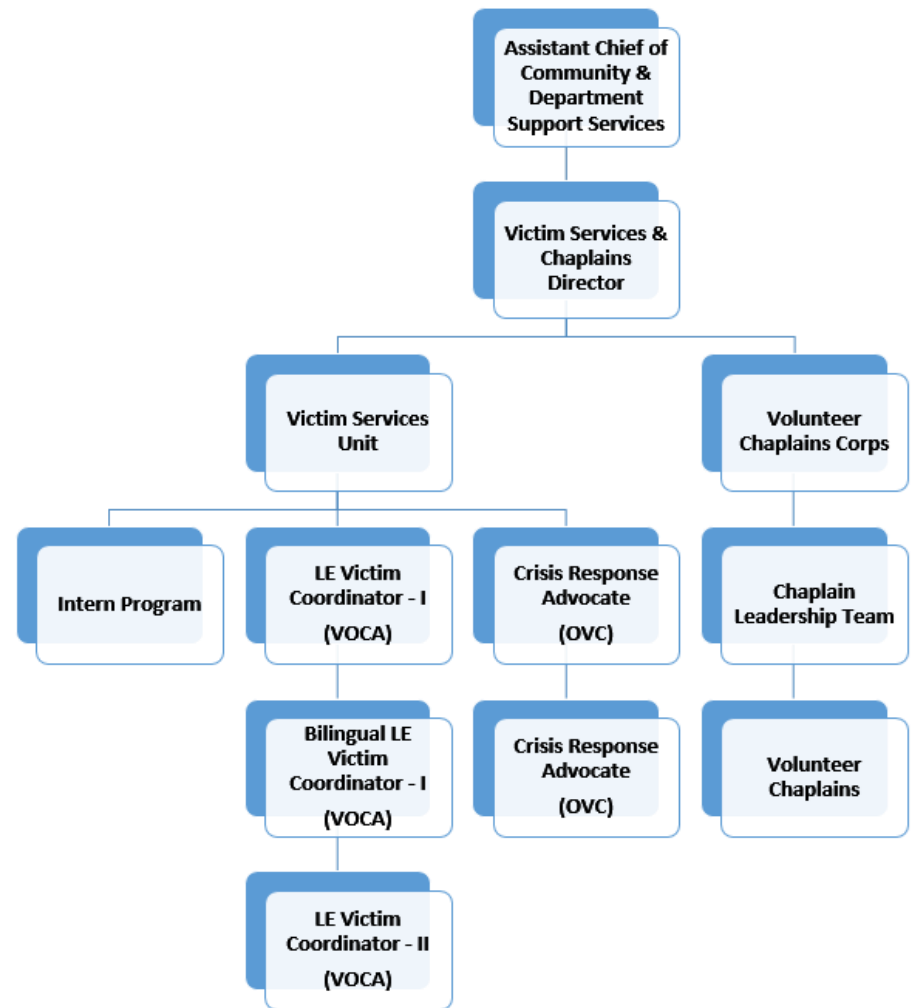 Assistant Chief of
Community &
Department
Support Services
Victim Services &
Chaplains
Director
Victim Services
Unit
Volunteer
Chaplains Corps
Intern Program
LE Victim
Coordinator - I
(VOCA)
Crisis Response
Advocate
(OVC)
Chaplain
Leadership Team
Bilingual LE
Victim
Coordinator - I
(VOCA)
Crisis Response
Advocate
(OVC)
Volunteer
Chaplains
LE Victim
Coordinator - II
(VOCA)